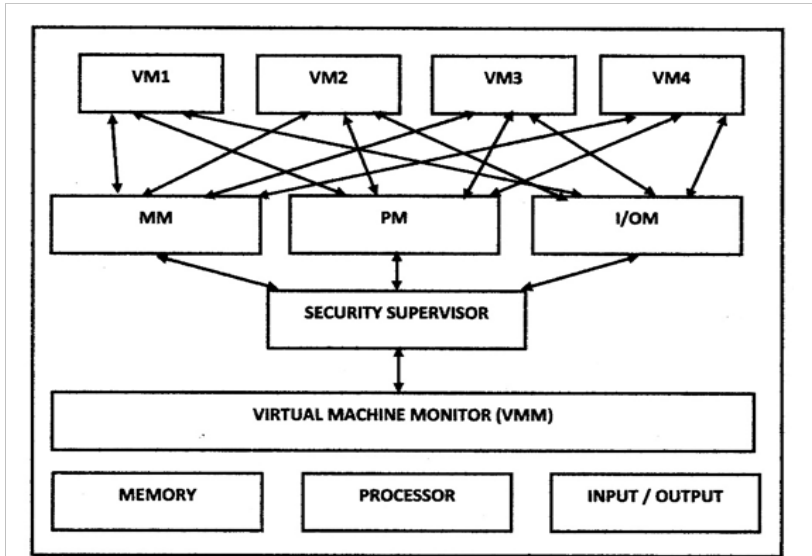 VM1
VM2
VM3
VM4
MM
PM
I/OM
SECURITY SUPERVISOR
VIRTUAL MACHINE MONITOR (VMM)
MEMORY
PROCESSOR
INPUT / OUTPUT